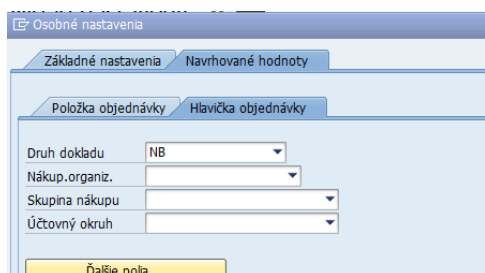 Osobné nastavenia
Základné nastavenia Navrhované hodnoty
Položka objednávky Hlavička objednávky
Druh dokladu NB
Nákup.organiz.
Skupina nákupu
Účtovný okruh
Ďalšie polia